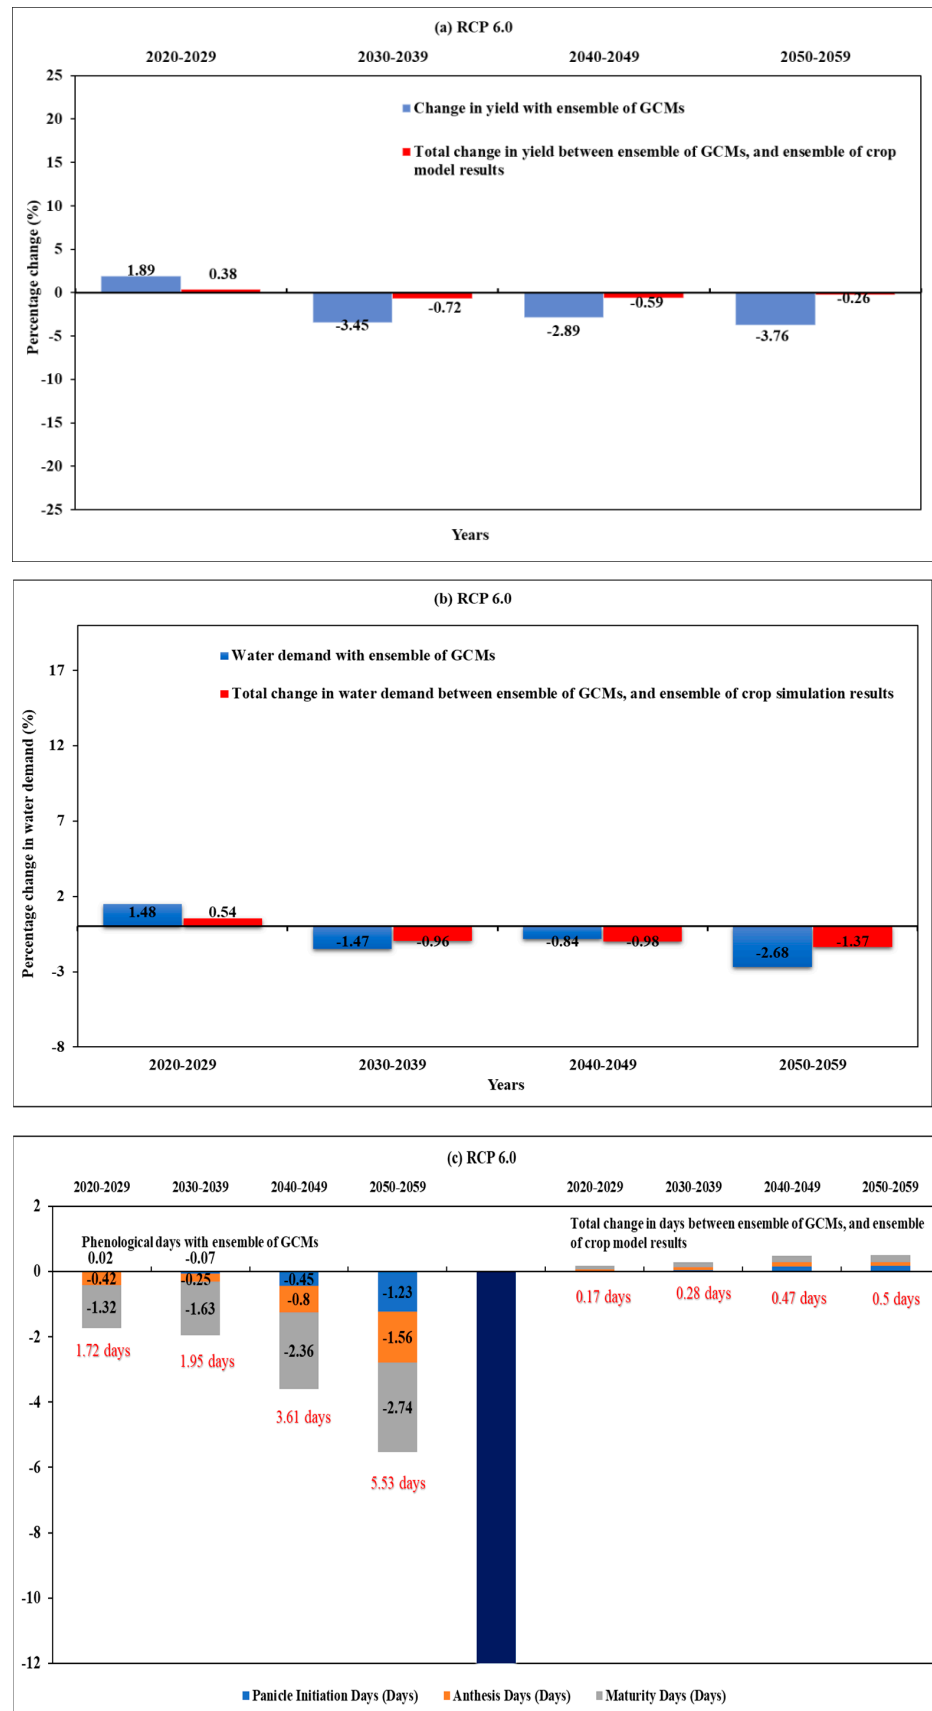 (a) RCP 6.0
2020-2029 2030-2039 2040-2049 2050-2059
25
20
15
10
5
0
-5
-10
-15
-20
-25
Percentage change (%)
Change in yield with ensemble of GCMs
Total change in yield between ensemble of GCMs, and ensemble of crop
model results
1.89 0.38
-3.45 -0.72
-2.89 -0.59
-3.76 -0.26
Years
(b) RCP 6.0
17
12
7
2
-3
-8
Percentage change in water demand (%)
Water demand with ensemble of GCMs
Total change in water demand between ensemble of GCMs, and ensemble of crop simulation results
1.48 0.54
-1.47 -0.96
-0.84 -0.98
-2.68 -1.37
2020-2029 2030-2039 2040-2049 2050-2059
Years
(c) RCP 6.0
2020-2029 2030-2039 2040-2049 2050-2059 2020-2029 2030-2039 2040-2049 2050-2059
2
0
-2
-4
-6
-8
-10
-12
Phenological days with ensemble of GCMs
0.02 -0.07
-0.42 -0.25 -0.45 -1.23
-1.32 -1.63 -0.8 -1.56
-2.36 -2.74
1.72 days 1.95 days 3.61 days 5.53 days
Total change in days between ensemble of GCMs, and ensemble
of crop model results
0.17 days 0.28 days 0.47 days 0.5 days
Panicle Initiation Days (Days) Anthesis Days (Days) Maturity Days (Days)